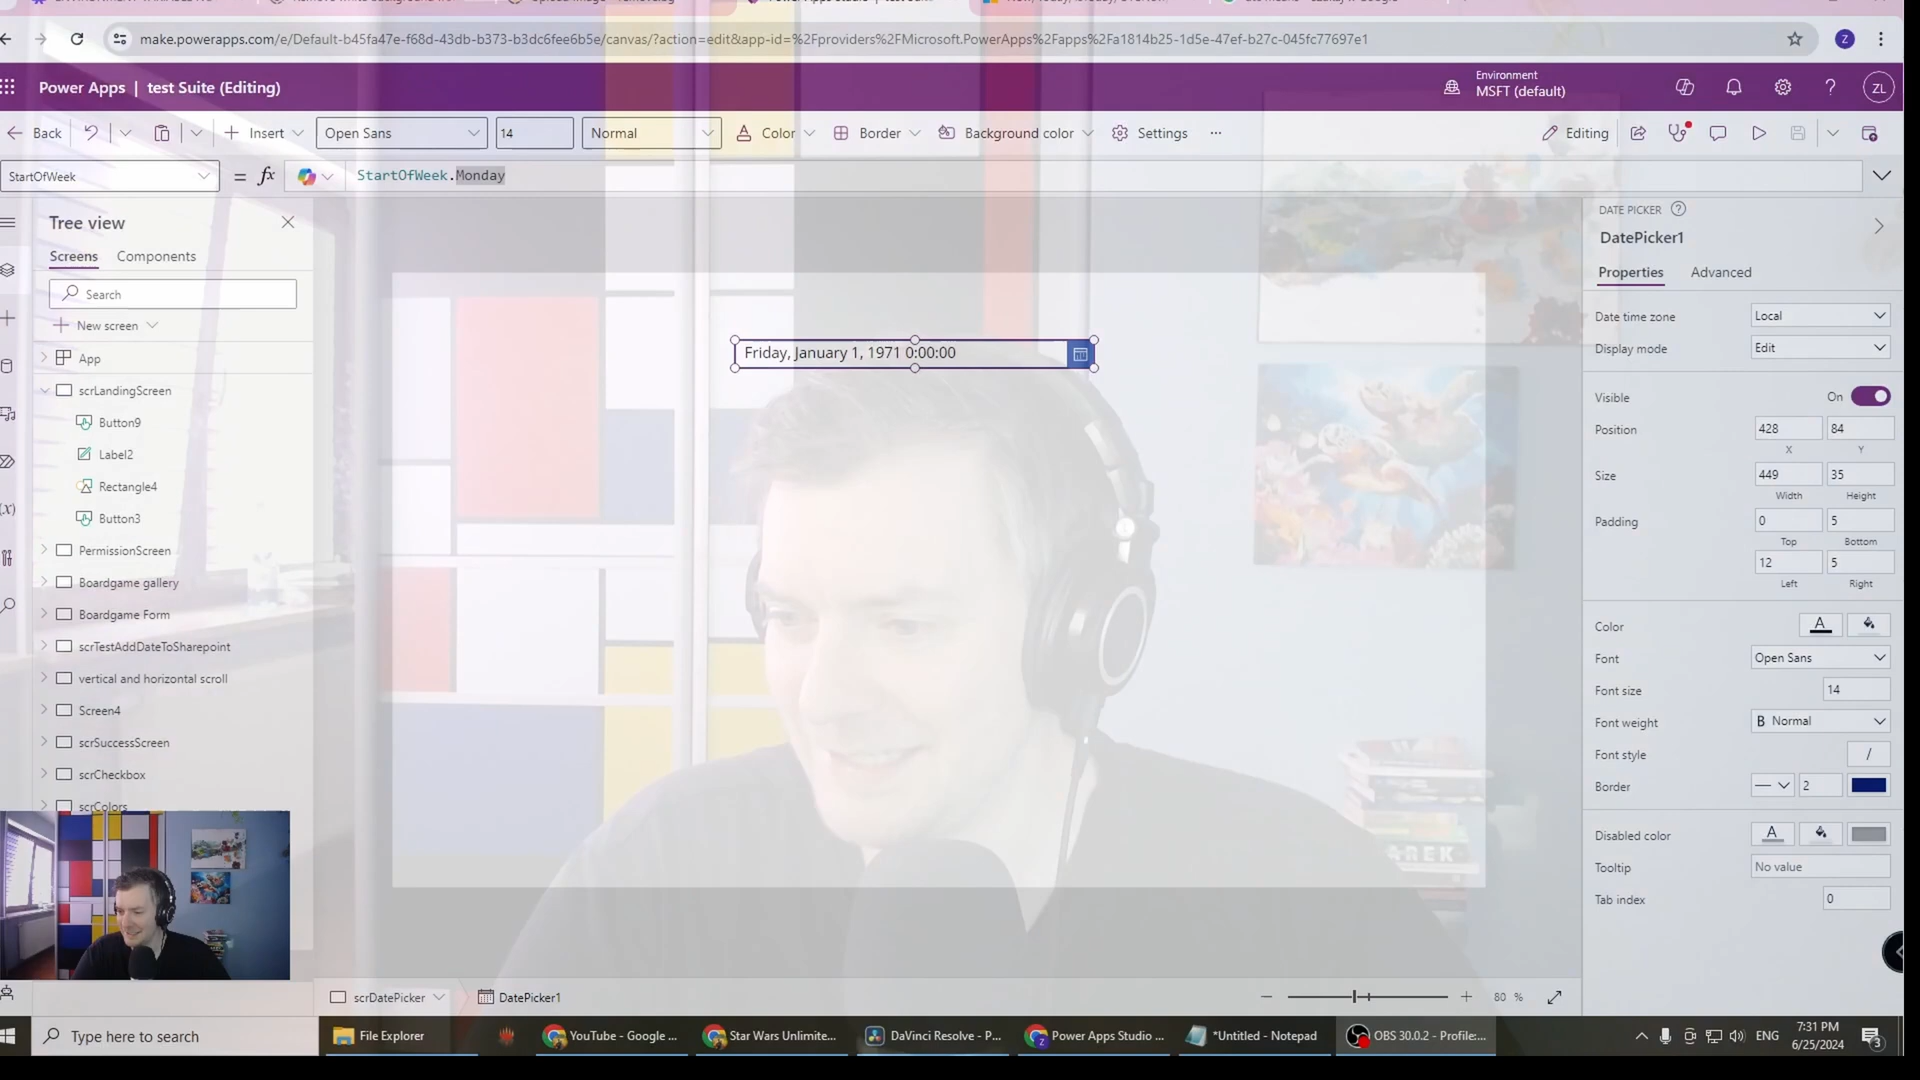 make.powerapps.com/e/Default-b45fa47e-f68d-43db-b373-b3dc6fee6b5e/canvas/?action=edit&app-id=%2Fproviders%2FMicrosoft.PowerApps%2Fapps%2Fa1814b25-1d5e-47ef-b27c-045fc77697e1
Z
Power Apps | test Suite (Editing)
Environment
MSFT (default)
ZL
Back
Insert
Open Sans
14
Normal
Color
Border
Background color
Settings
Editing
StartOfWeek
= fx
StartOfWeek.Monday
Tree view
Screens
Components
Search
New screen
App
scrLandingScreen
Button9
Label2
Rectangle4
Button3
PermissionScreen
Boardgame gallery
Boardgame Form
scrTestAddDateToSharepoint
vertical and horizontal scroll
Screen4
scrSuccessScreen
scrCheckbox
scrColors
Friday, January 1, 1971 0:00:00
DATE PICKER
DatePicker1
Properties
Advanced
Date time zone
Local
Display mode
Edit
Visible
On
Position
428
84
X
Y
Size
449
35
Width
Height
Padding
0
5
Top
Bottom
12
5
Left
Right
Color
Font
Open Sans
Font size
14
Font weight
B Normal
Font style
/
Border
2
Disabled color
Tooltip
No value
Tab index
0
scrDatePicker
DatePicker1
80 %
Type here to search
File Explorer
YouTube - Google ...
Star Wars Unlimite...
DaVinci Resolve - P...
Power Apps Studio ...
*Untitled - Notepad
OBS 30.0.2 - Profile:...
ENG
7:31 PM
6/25/2024
3